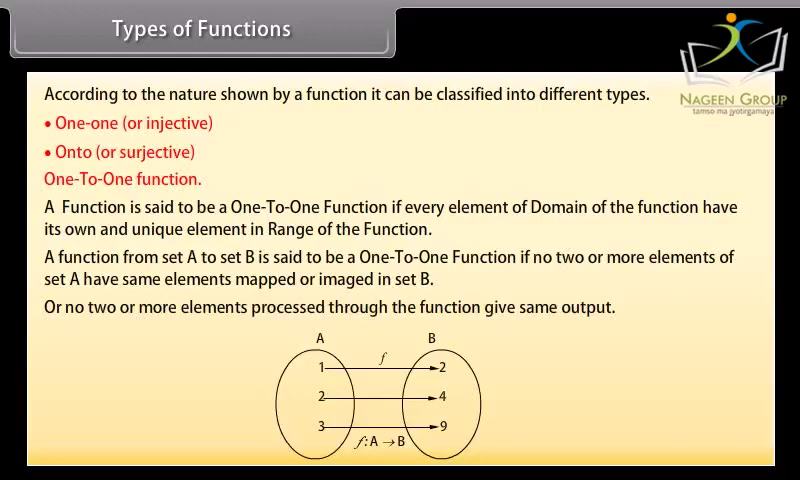 Types of Functions
NAGEEN GROUP
tamso ma jyotirgamaya
According to the nature shown by a function it can be classified into different types.
• One-one (or injective)
• Onto (or surjective)
One-To-One function.
A Function is said to be a One-To-One Function if every element of Domain of the function have
its own and unique element in Range of the Function.
A function from set A to set B is said to be a One-To-One Function if no two or more elements of
set A have same elements mapped or imaged in set B.
Or no two or more elements processed through the function give same output.
A B
f
1 2
2 4
3 9
f: A → B